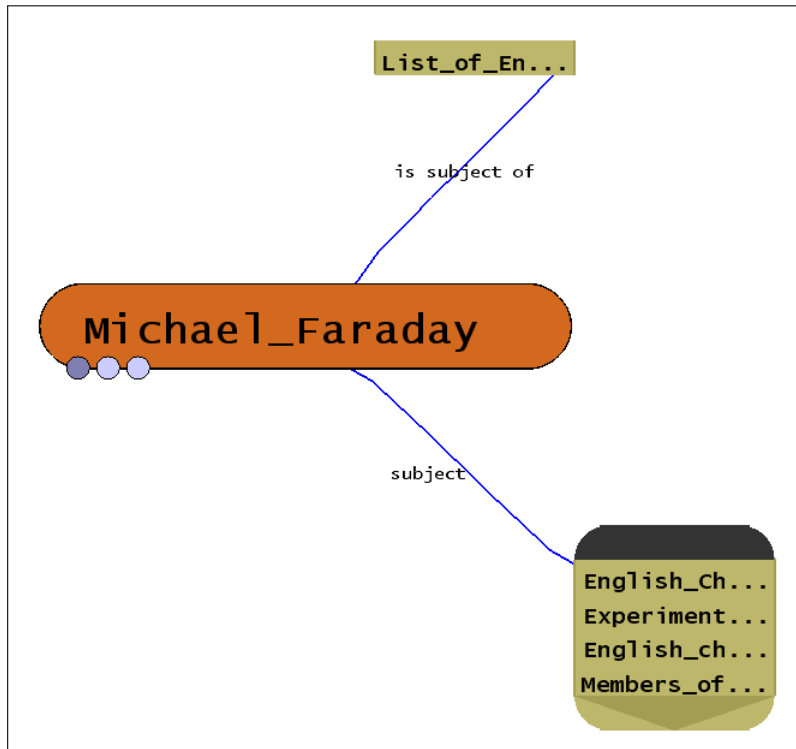 List_of_En...
is subject of
Michael_Faraday
subject
English_Ch...
Experiment...
English_ch...
Members_of...